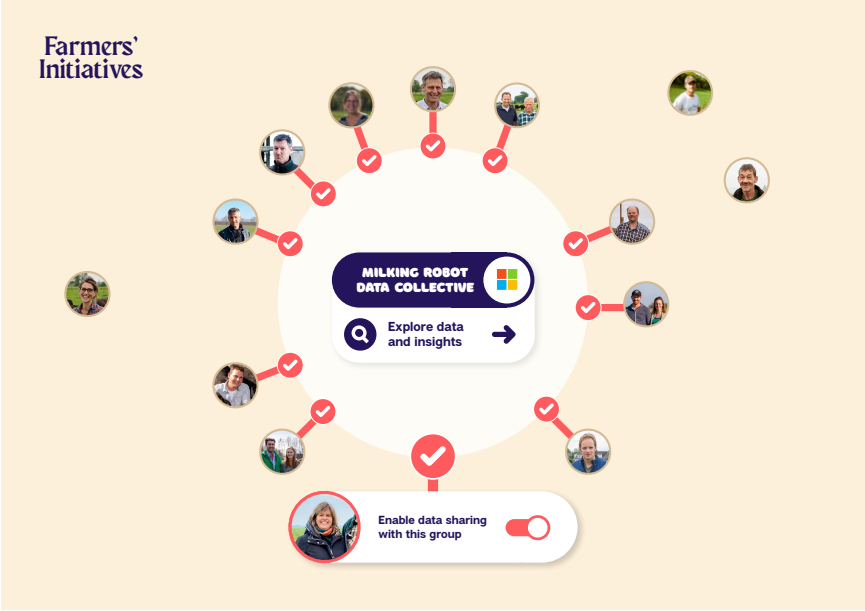 Farmers’
Initiatives
MILKING ROBOT
DATA COLLECTIVE
Explore data
and insights
Enable data sharing
with this group